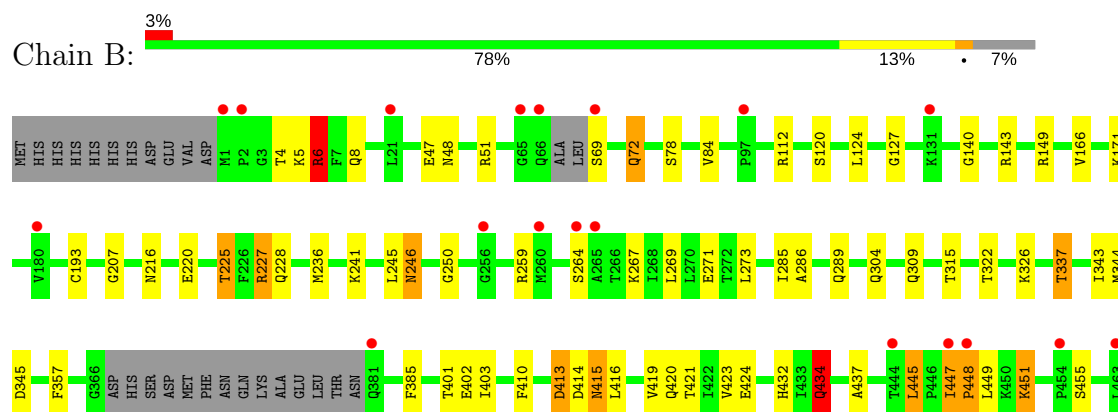 3%
Chain B:
78% 13% • 7%
MET HIS HIS HIS HIS HIS HIS ASP GLU VAL ASP M1 P2 G3 T4 K5 R6 F7 Q8 L21 E47 N48 R51 G65 Q66 ALA LEU S69 Q72 S78 V84 P97 R112 S120 L124 G127 K131 G140 R143 R149 V166 K171
V180 C193 G207 N216 E220 T225 F226 R227 Q228 M236 K241 L245 N246 G250 G256 R259 M260 S264 A265 T266 K267 I268 L269 L270 E271 T272 L273 I285 A286 Q289 Q304 Q309 T315 T322 K326 T337 I343 M344
D345 F357 G366 ASP HIS SER ASP MET PHE ASN GLN LYS ALA GLU LEU THR ASN Q381 F385 T401 E402 I403 F410 D413 D414 N415 L416 V419 Q420 T421 I422 V423 E424 H432 I433 Q434 A437 T444 L445 P446 I447 P448 L449 K450 K451 P454 S455